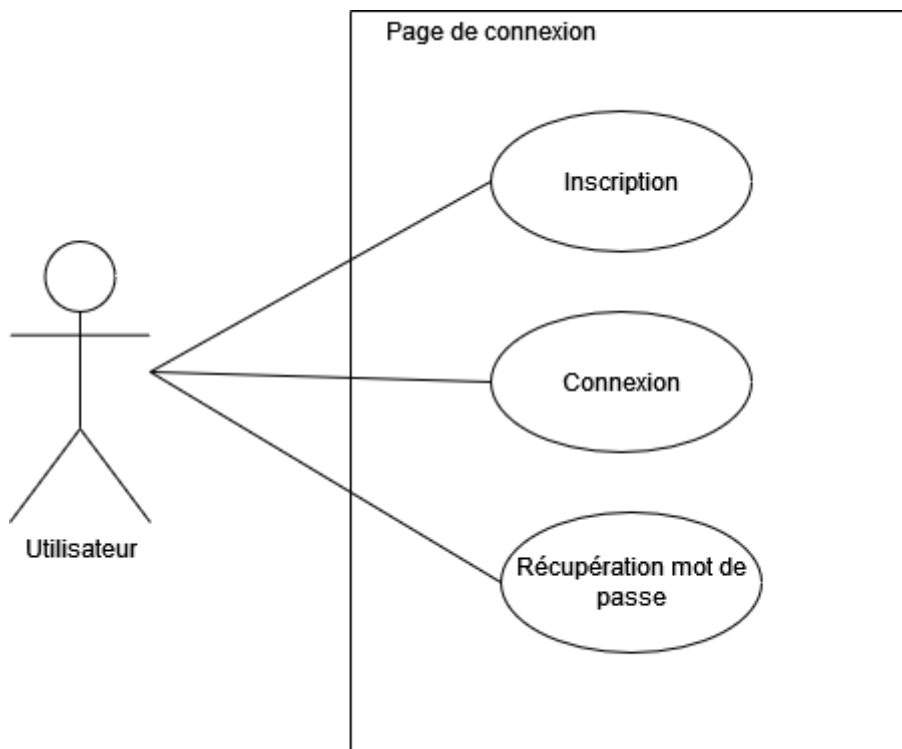 Page de connexion
Inscription
Connexion
Utilisateur
Récupération mot de
passe